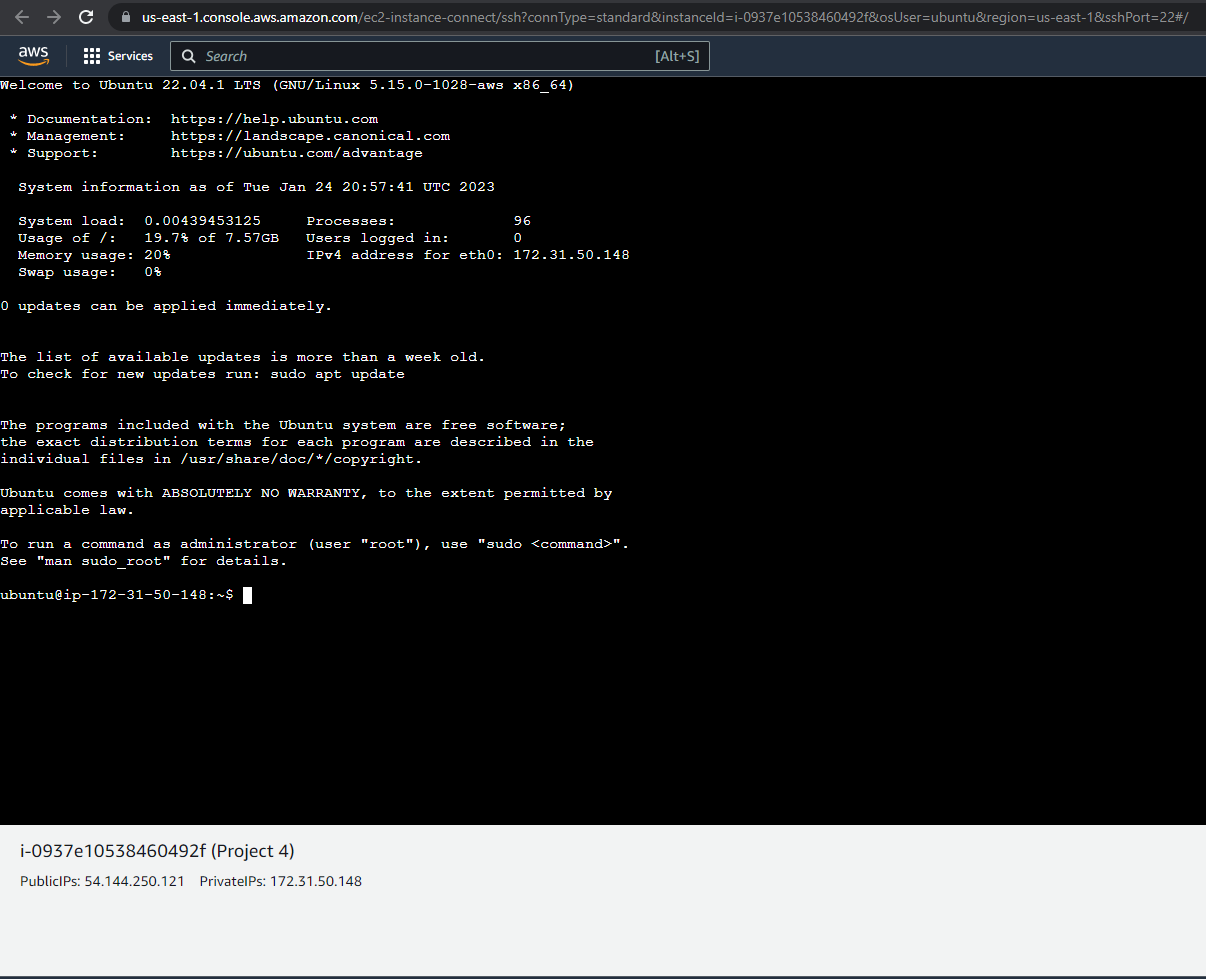 us-east-1.console.aws.amazon.com/ec2-instance-connect/ssh?connType=standard&instanceId=i-0937e10538460492f&osUser=ubuntu&region=us-east-1&sshPort=22#/
aws Services Search [Alt+S]
Welcome to Ubuntu 22.04.1 LTS (GNU/Linux 5.15.0-1028-aws x86_64)
* Documentation: https://help.ubuntu.com
* Management: https://landscape.canonical.com
* Support: https://ubuntu.com/advantage
System information as of Tue Jan 24 20:57:41 UTC 2023
System load: 0.00439453125 Processes: 96
Usage of /: 19.7% of 7.57GB Users logged in: 0
Memory usage: 20% IPv4 address for eth0: 172.31.50.148
Swap usage: 0%
0 updates can be applied immediately.
The list of available updates is more than a week old.
To check for new updates run: sudo apt update
The programs included with the Ubuntu system are free software;
the exact distribution terms for each program are described in the
individual files in /usr/share/doc/*/copyright.
Ubuntu comes with ABSOLUTELY NO WARRANTY, to the extent permitted by
applicable law.
To run a command as administrator (user "root"), use "sudo <command>".
See "man sudo_root" for details.
ubuntu@ip-172-31-50-148:~$
i-0937e10538460492f (Project 4)
PublicIPs: 54.144.250.121 PrivateIPs: 172.31.50.148